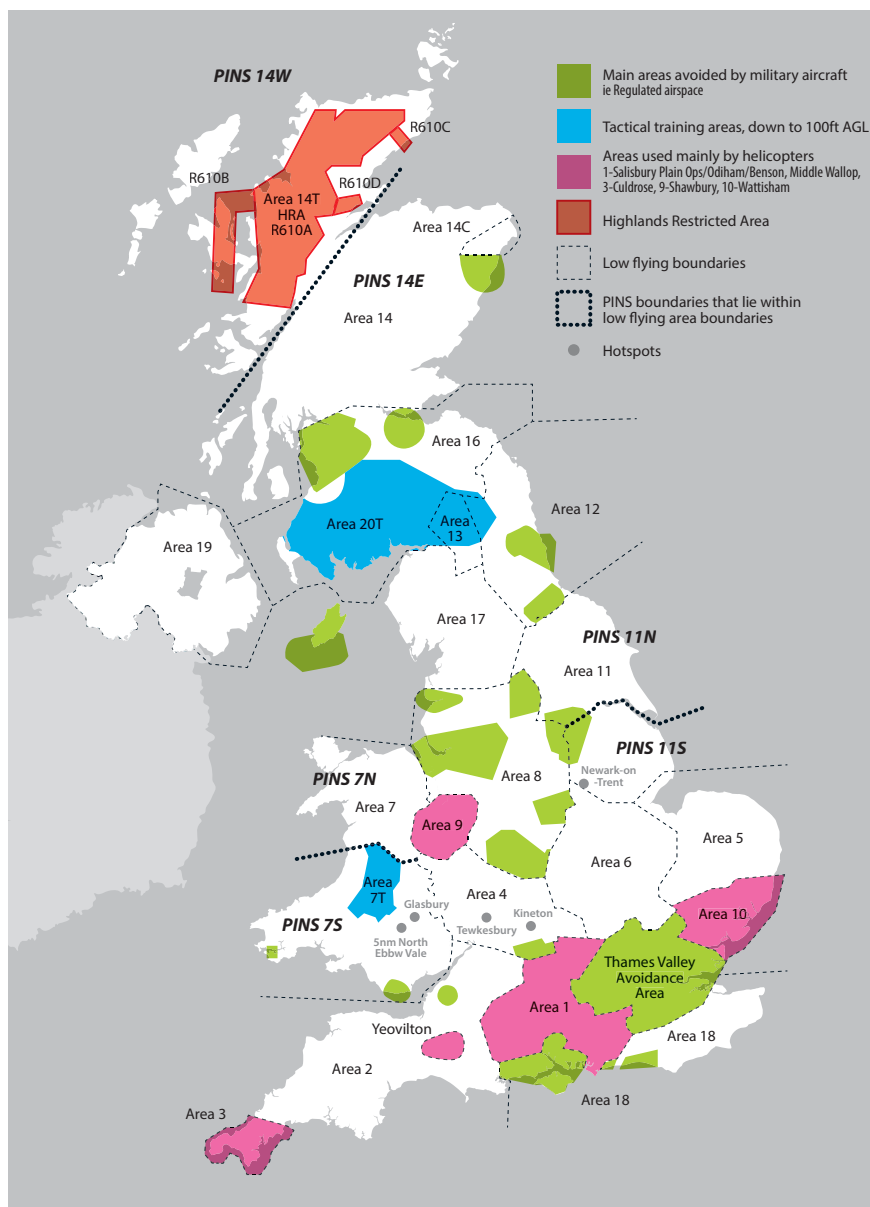 PINS 14W
Main areas avoided by military aircraft
ie Regulated airspace
Tactical training areas, down to 100ft AGL
Areas used mainly by helicopters
1-Salisbury Plain Ops/Odiham/Benson, Middle Wallop,
3-Culdrose, 9-Shawbury, 10-Wattisham
Highlands Restricted Area
Low flying boundaries
PINS boundaries that lie within
low flying area boundaries
Hotspots
R610C
R610B
R610D
Area 14T
HRA
R610A
Area 14C
PINS 14E
Area 14
Area 16
Area 12
Area 20T
Area
13
Area 19
Area 17
PINS 11N
Area 11
PINS 11S
PINS 7N
Area 8
Newark-on
-Trent
Area 7
Area 9
Area 5
Area 6
Area
7T
Area 4
Glasbury
Kineton
Area 10
PINS 7S
Tewkesbury
5nm North
Ebbw Vale
Thames Valley
Avoidance
Area
Area 1
Yeovilton
Area 18
Area 2
Area 18
Area 3